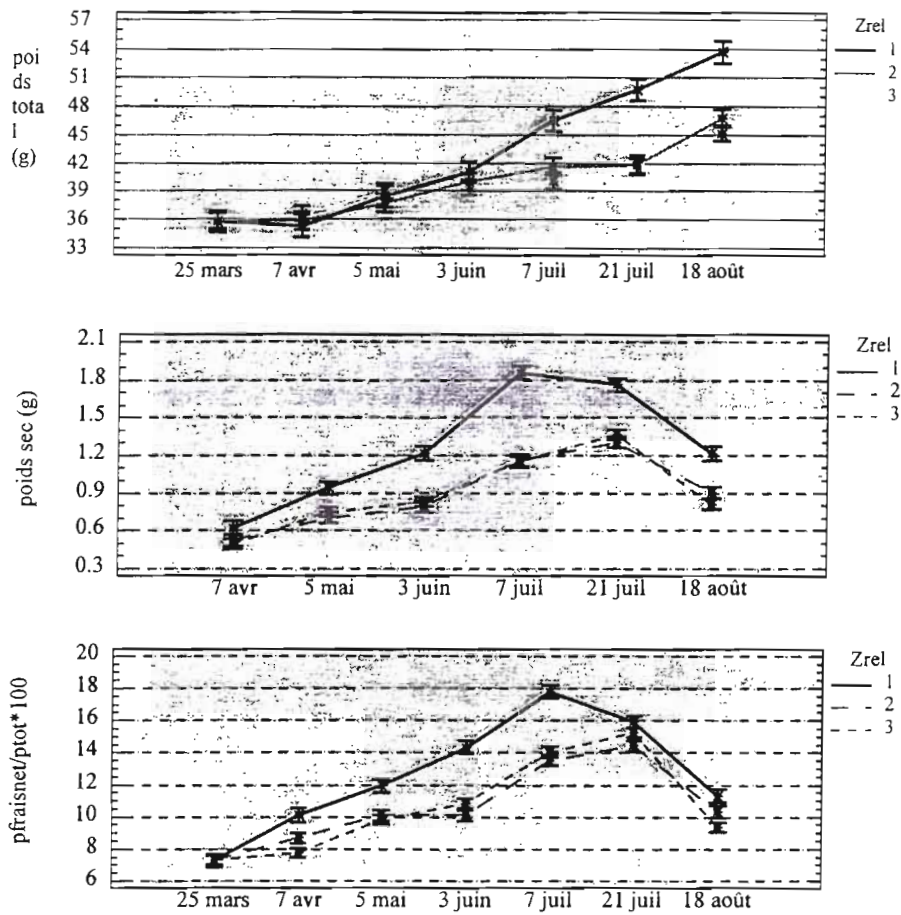 57
54
51
48
45
42
39
36
33
poi
ds
tota
l
(g)
25 mars 7 avr 5 mai 3 juin 7 juil 21 juil 18 août
Zrel
1
2
3
2.1
1.8
1.5
1.2
0.9
0.6
0.3
poids sec (g)
7 avr 5 mai 3 juin 7 juil 21 juil 18 août
Zrel
1
2
3
20
18
16
14
12
10
8
6
pfraisnet/ptot*100
25 mars 7 avr 5 mai 3 juin 7 juil 21 juil 18 août
Zrel
1
2
3